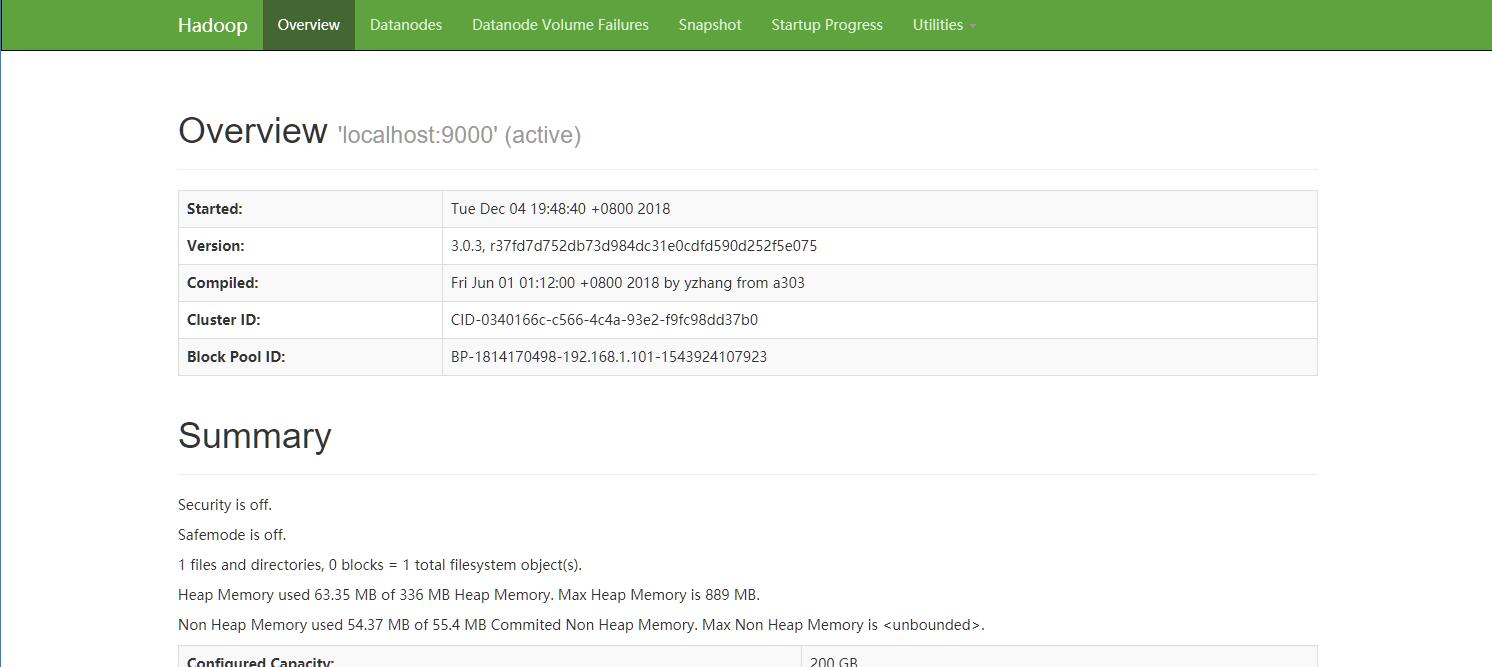 Hadoop Overview Datanodes Datanode Volume Failures Snapshot Startup Progress Utilities
Overview 'localhost:9000' (active)
Started: Tue Dec 04 19:48:40 +0800 2018
Version: 3.0.3, r37fd7d752db73d984dc31e0cdfd590d252f5e075
Compiled: Fri Jun 01 01:12:00 +0800 2018 by yzhang from a303
Cluster ID: CID-0340166c-c566-4c4a-93e2-f9fc98dd37b0
Block Pool ID: BP-1814170498-192.168.1.101-1543924107923
Summary
Security is off.
Safemode is off.
1 files and directories, 0 blocks = 1 total filesystem object(s).
Heap Memory used 63.35 MB of 336 MB Heap Memory. Max Heap Memory is 889 MB.
Non Heap Memory used 54.37 MB of 55.4 MB Commited Non Heap Memory. Max Non Heap Memory is <unbounded>.
Configured Capacity: 200 GB